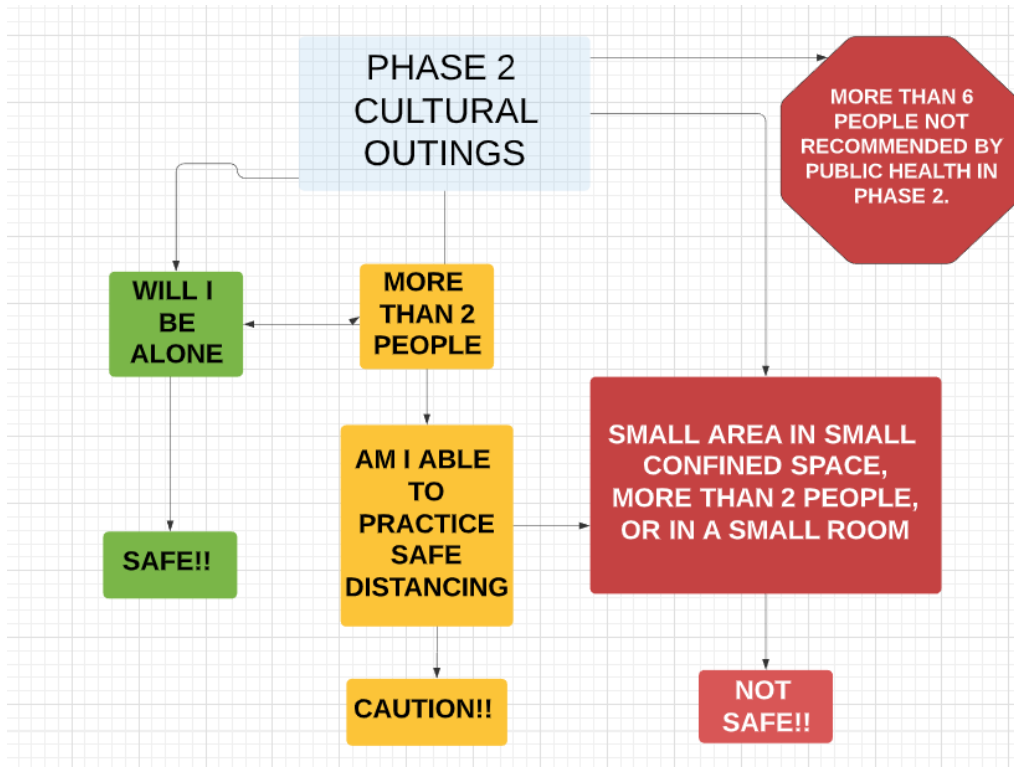 PHASE 2
CULTURAL
OUTINGS
MORE THAN 6
PEOPLE NOT
RECOMMENDED BY
PUBLIC HEALTH IN
PHASE 2.
WILL I
BE
ALONE
MORE
THAN 2
PEOPLE
AM I ABLE
TO
PRACTICE
SAFE
DISTANCING
SMALL AREA IN SMALL
CONFINED SPACE,
MORE THAN 2 PEOPLE,
OR IN A SMALL ROOM
SAFE!!
CAUTION!!
NOT
SAFE!!